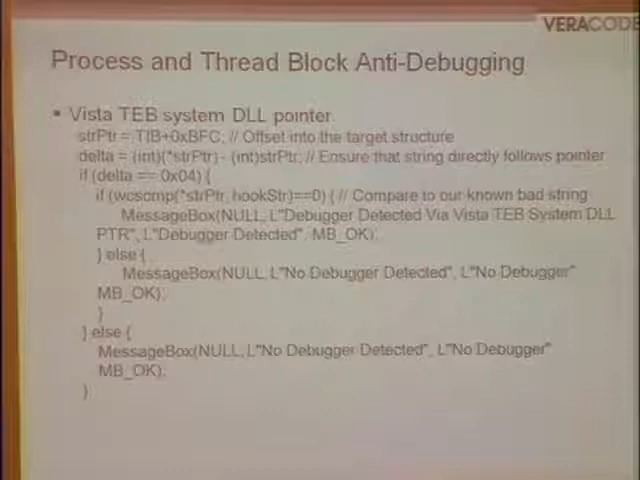 VERACODE
Process and Thread Block Anti-Debugging
▪ Vista TEB system DLL pointer
strPtr = TIB+0xBFC; // Offset into the target structure
delta = (int)(*strPtr) - (int)strPtr; // Ensure that string directly follows pointer
if (delta == 0x04) {
if (wcscmp(*strPtr, hookStr)==0) { // Compare to our known bad string
MessageBox(NULL, L"Debugger Detected Via Vista TEB System DLL
PTR", L"Debugger Detected", MB_OK);
} else {
MessageBox(NULL, L"No Debugger Detected", L"No Debugger"
MB_OK);
}
} else {
MessageBox(NULL, L"No Debugger Detected", L"No Debugger"
MB_OK);
}